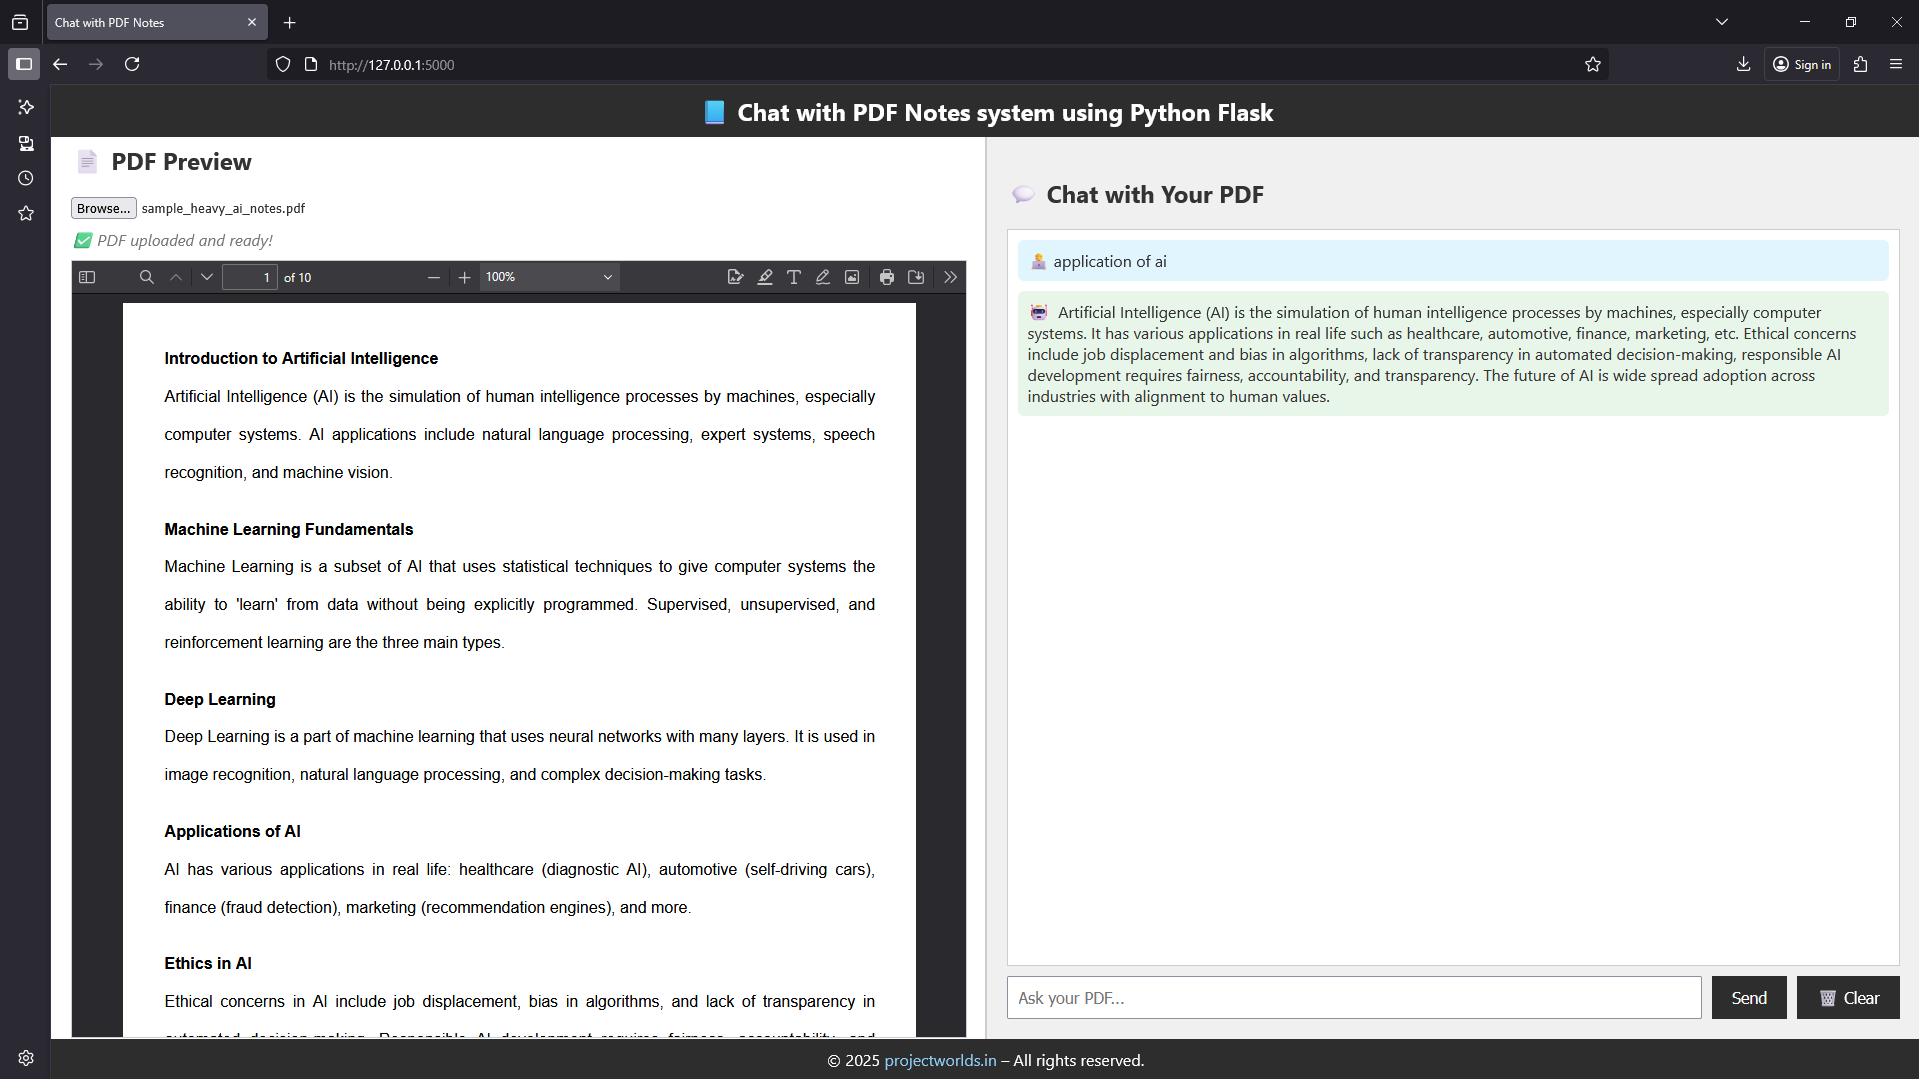 Chat with PDF Notes
http://127.0.0.1:5000
Sign in
Chat with PDF Notes system using Python Flask
PDF Preview
Browse... sample_heavy_ai_notes.pdf
PDF uploaded and ready!
1 of 10
100%
Introduction to Artificial Intelligence
Artificial Intelligence (AI) is the simulation of human intelligence processes by machines, especially
computer systems. AI applications include natural language processing, expert systems, speech
recognition, and machine vision.
Machine Learning Fundamentals
Machine Learning is a subset of AI that uses statistical techniques to give computer systems the
ability to 'learn' from data without being explicitly programmed. Supervised, unsupervised, and
reinforcement learning are the three main types.
Deep Learning
Deep Learning is a part of machine learning that uses neural networks with many layers. It is used in
image recognition, natural language processing, and complex decision-making tasks.
Applications of AI
AI has various applications in real life: healthcare (diagnostic AI), automotive (self-driving cars),
finance (fraud detection), marketing (recommendation engines), and more.
Ethics in AI
Ethical concerns in AI include job displacement, bias in algorithms, and lack of transparency in
automated decision-making. Responsible AI development requires fairness, accountability, and
Chat with Your PDF
application of ai
Artificial Intelligence (AI) is the simulation of human intelligence processes by machines, especially computer
systems. It has various applications in real life such as healthcare, automotive, finance, marketing, etc. Ethical concerns
include job displacement and bias in algorithms, lack of transparency in automated decision-making, responsible AI
development requires fairness, accountability, and transparency. The future of AI is wide spread adoption across
industries with alignment to human values.
Ask your PDF...
Send
Clear
© 2025 projectworlds.in – All rights reserved.